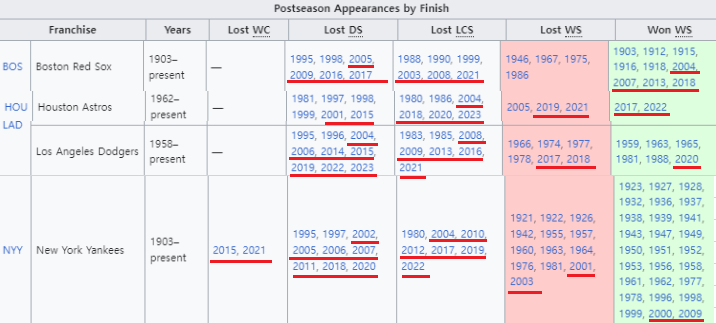 Postseason Appearances by Finish
Franchise Years Lost WC Lost DS Lost LCS Lost WS Won WS
BOS Boston Red Sox 1903–
present
—
1995, 1998, 2005,
2009, 2016, 2017
1988, 1990, 1999,
2003, 2008, 2021
1946, 1967, 1975,
1986
1903, 1912, 1915,
1916, 1918, 2004,
2007, 2013, 2018
HOU Houston Astros 1962–
present
—
1981, 1997, 1998,
1999, 2001, 2015
1980, 1986, 2004,
2018, 2020, 2023
2005, 2019, 2021
2017, 2022
LAD
Los Angeles Dodgers 1958–
present
—
1995, 1996, 2004,
2006, 2014, 2015,
2019, 2022, 2023
1983, 1985, 2008,
2009, 2013, 2016,
2021
1966, 1974, 1977,
1978, 2017, 2018
1959, 1963, 1965,
1981, 1988, 2020
NYY New York Yankees 1903–
present
2015, 2021
1995, 1997, 2002,
2005, 2006, 2007,
2011, 2018, 2020
1980, 2004, 2010,
2012, 2017, 2019,
2022
1921, 1922, 1926,
1942, 1955, 1957,
1960, 1963, 1964,
1976, 1981, 2001,
2003
1923, 1927, 1928,
1932, 1936, 1937,
1938, 1939, 1941,
1943, 1947, 1949,
1950, 1951, 1952,
1953, 1956, 1958,
1961, 1962, 1977,
1978, 1996, 1998,
1999, 2000, 2009